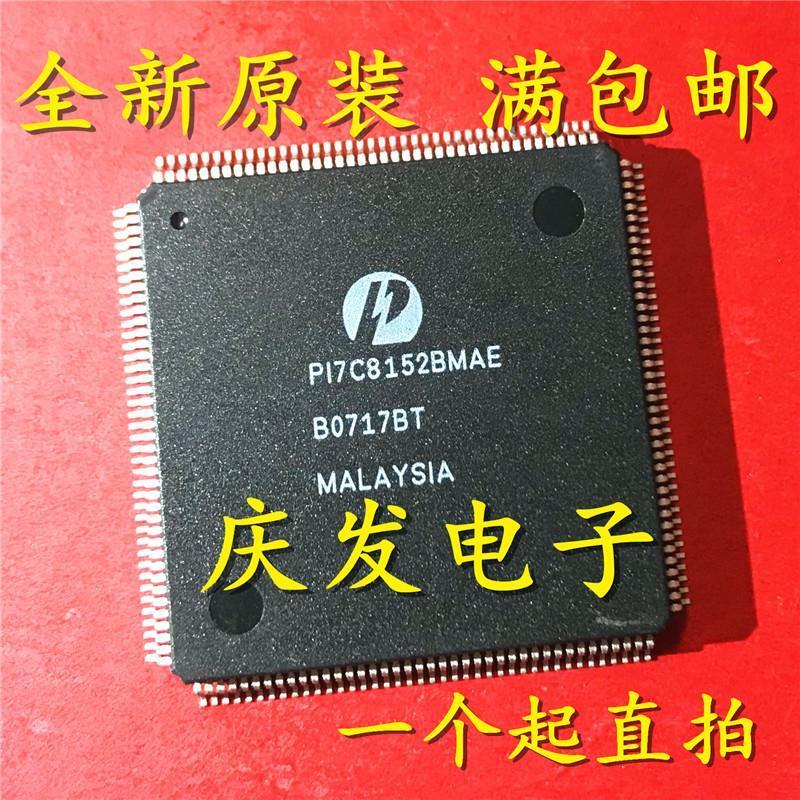 全新原装 满包邮
PI7C8152BMAE
B0717BT
MALAYSIA
庆发电子
一个起直拍